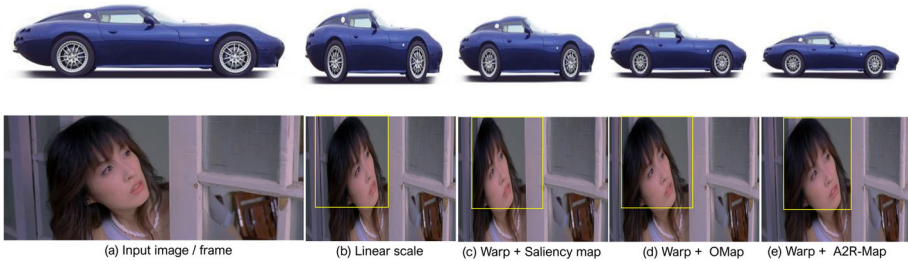 (a) Input image / frame
(b) Linear scale
(c) Warp + Saliency map
(d) Warp + OMap
(e) Warp + A2R-Map